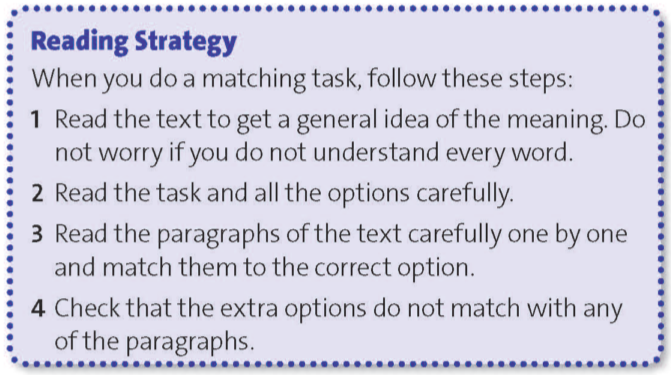 Reading Strategy
When you do a matching task, follow these steps:
1 Read the text to get a general idea of the meaning. Do
not worry if you do not understand every word.
2 Read the task and all the options carefully.
3 Read the paragraphs of the text carefully one by one
and match them to the correct option.
4 Check that the extra options do not match with any
of the paragraphs.